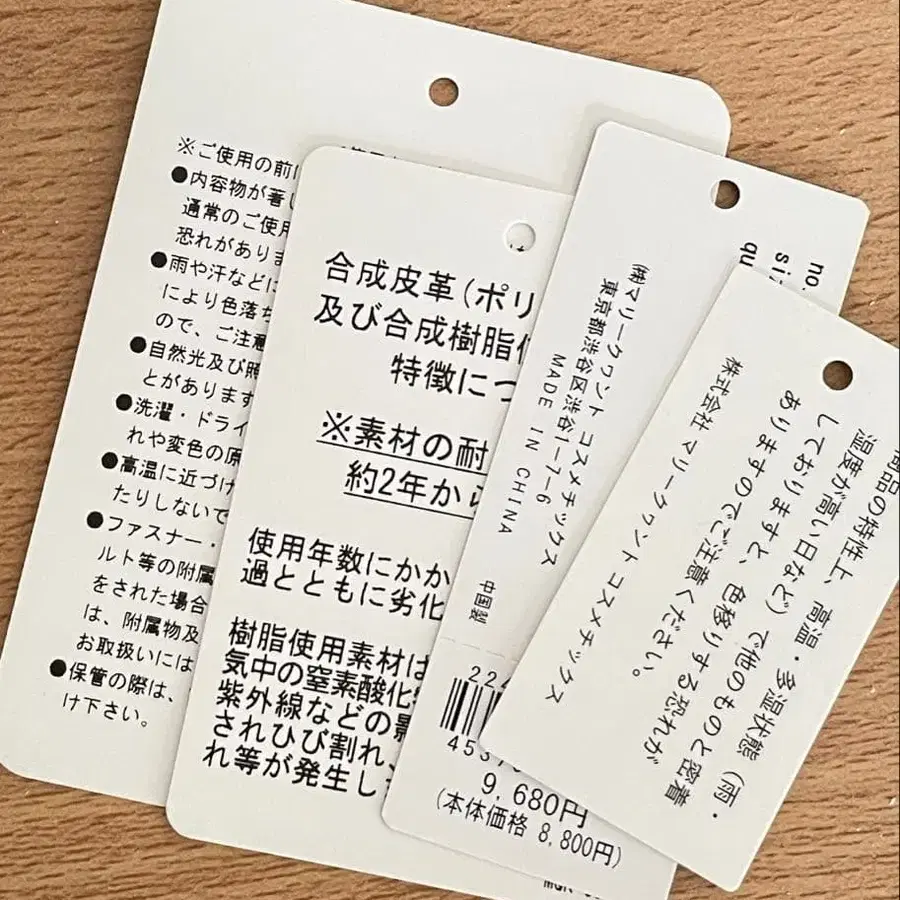 ※ご使用の前に
●内容物が著し
通常のご使用
恐れがありま
●雨や汗などに
により色落ち
ので、ご注意
●自然光及び照
とがあります
●洗濯・ドライ
れや変色の原
●高温に近づけ
たりしないで
●ファスナー・
ルト等の附属
をされた場合
は、附属物及
お取扱いには
●保管の際は、
け下さい。
合成皮革(ポリ
及び合成樹脂使
特徴につ
※素材の耐
約2年から
使用年数にかか
過とともに劣化
樹脂使用素材は
気中の窒素酸化
紫外線などの影
されひび割れ、
れ等が発生し
no.
siz
qu
㈱マリークヮント コスメチックス
東京都渋谷区渋谷1-7-6
MADE IN CHINA
中国製
22
453
9,680円
(本体価格 8,800円)
商品の特性上、高温・多湿状態(雨・
湿度が高い日など)で他のものと密着
しておりますと、色移りする恐れが
ありますのでご注意ください。
株式会社 マリークヮント コスメチックス